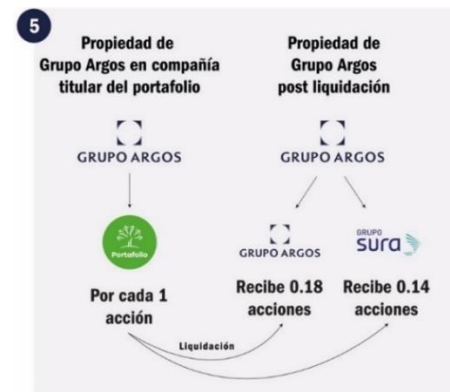 5
Propiedad de
Grupo Argos en compañía
titular del portafolio
GRUPO ARGOS
Portafolio
Por cada 1
acción
Liquidación
Propiedad de
Grupo Argos
post liquidación
GRUPO ARGOS
GRUPO ARGOS
Recibe 0.18
acciones
GRUPO
sura
Recibe 0.14
acciones